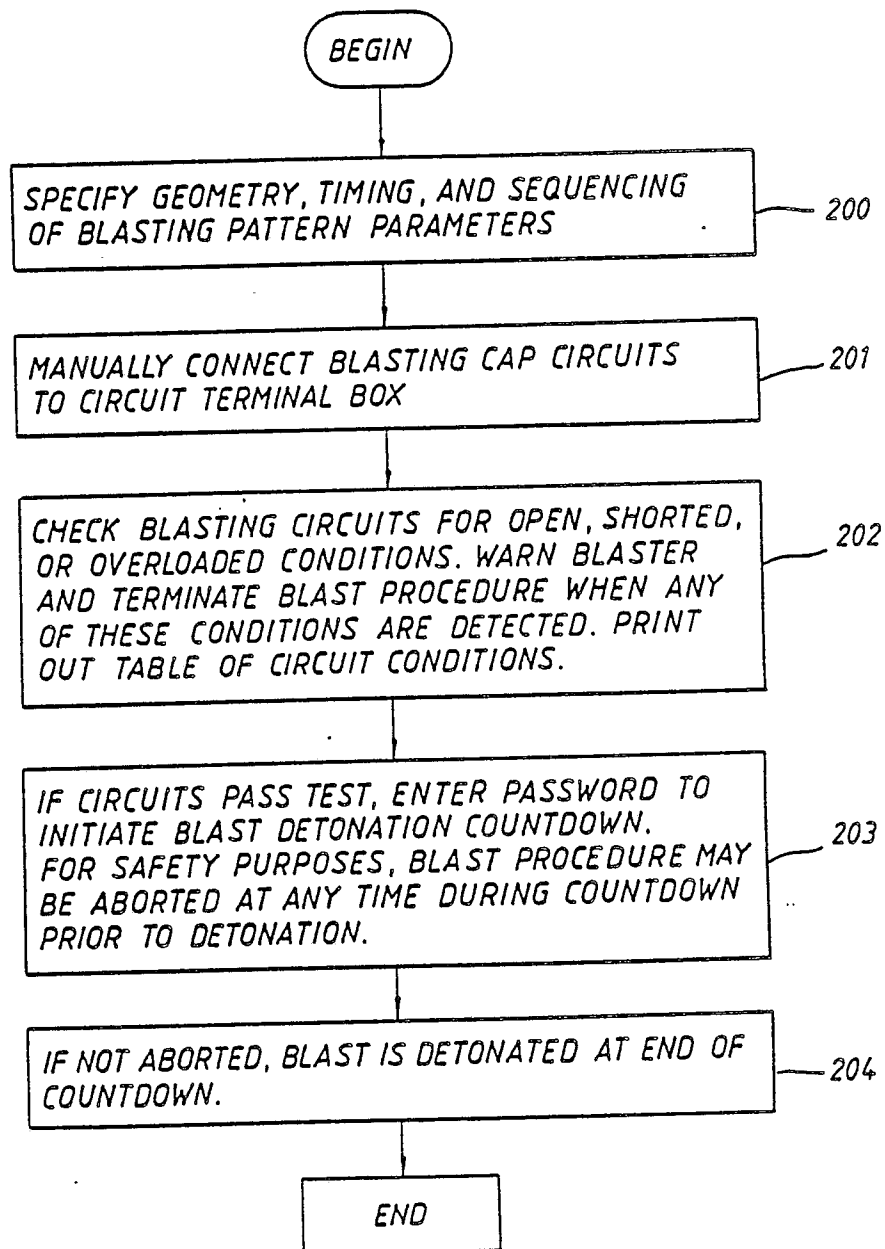 BEGIN
SPECIFY GEOMETRY, TIMING, AND SEQUENCING
OF BLASTING PATTERN PARAMETERS
200
MANUALLY CONNECT BLASTING CAP CIRCUITS
TO CIRCUIT TERMINAL BOX
201
CHECK BLASTING CIRCUITS FOR OPEN, SHORTED,
OR OVERLOADED CONDITIONS. WARN BLASTER
AND TERMINATE BLAST PROCEDURE WHEN ANY
OF THESE CONDITIONS ARE DETECTED. PRINT
OUT TABLE OF CIRCUIT CONDITIONS.
202
IF CIRCUITS PASS TEST, ENTER PASSWORD TO
INITIATE BLAST DETONATION COUNTDOWN.
FOR SAFETY PURPOSES, BLAST PROCEDURE MAY
BE ABORTED AT ANY TIME DURING COUNTDOWN
PRIOR TO DETONATION.
203
IF NOT ABORTED, BLAST IS DETONATED AT END OF
COUNTDOWN.
204
END